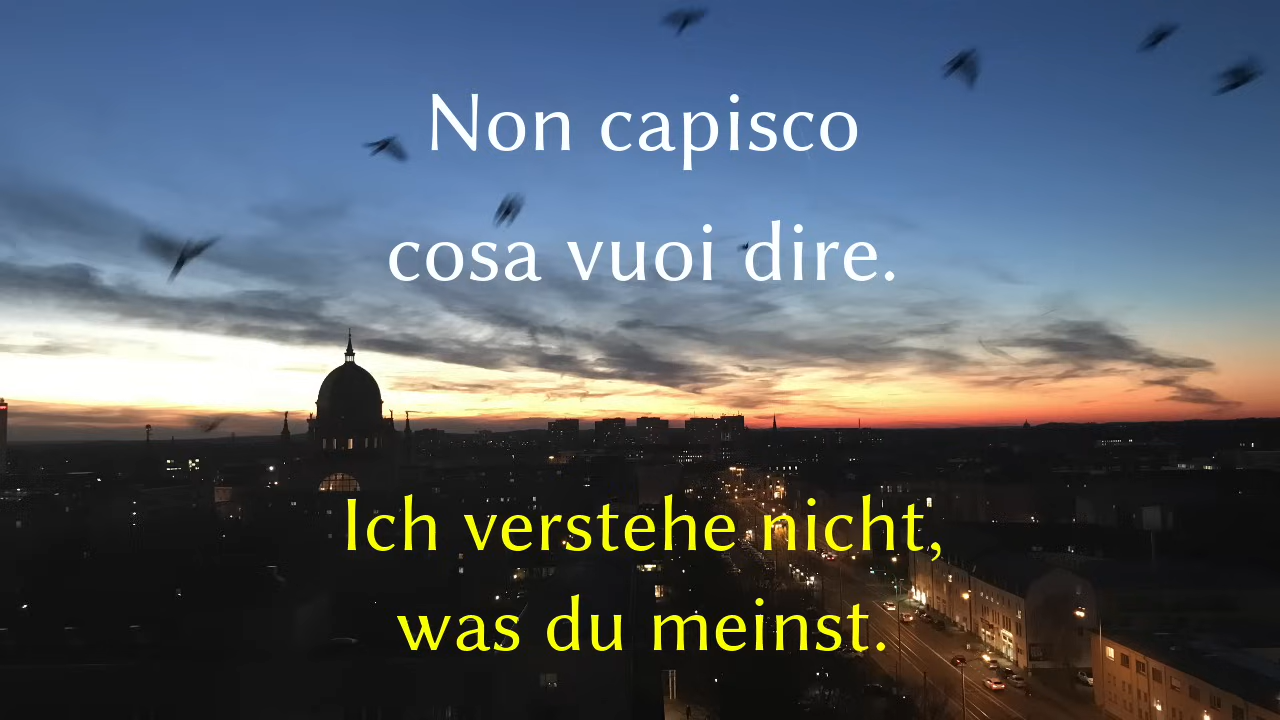 Non capisco
cosa vuoi dire.
Ich verstehe nicht,
was du meinst.